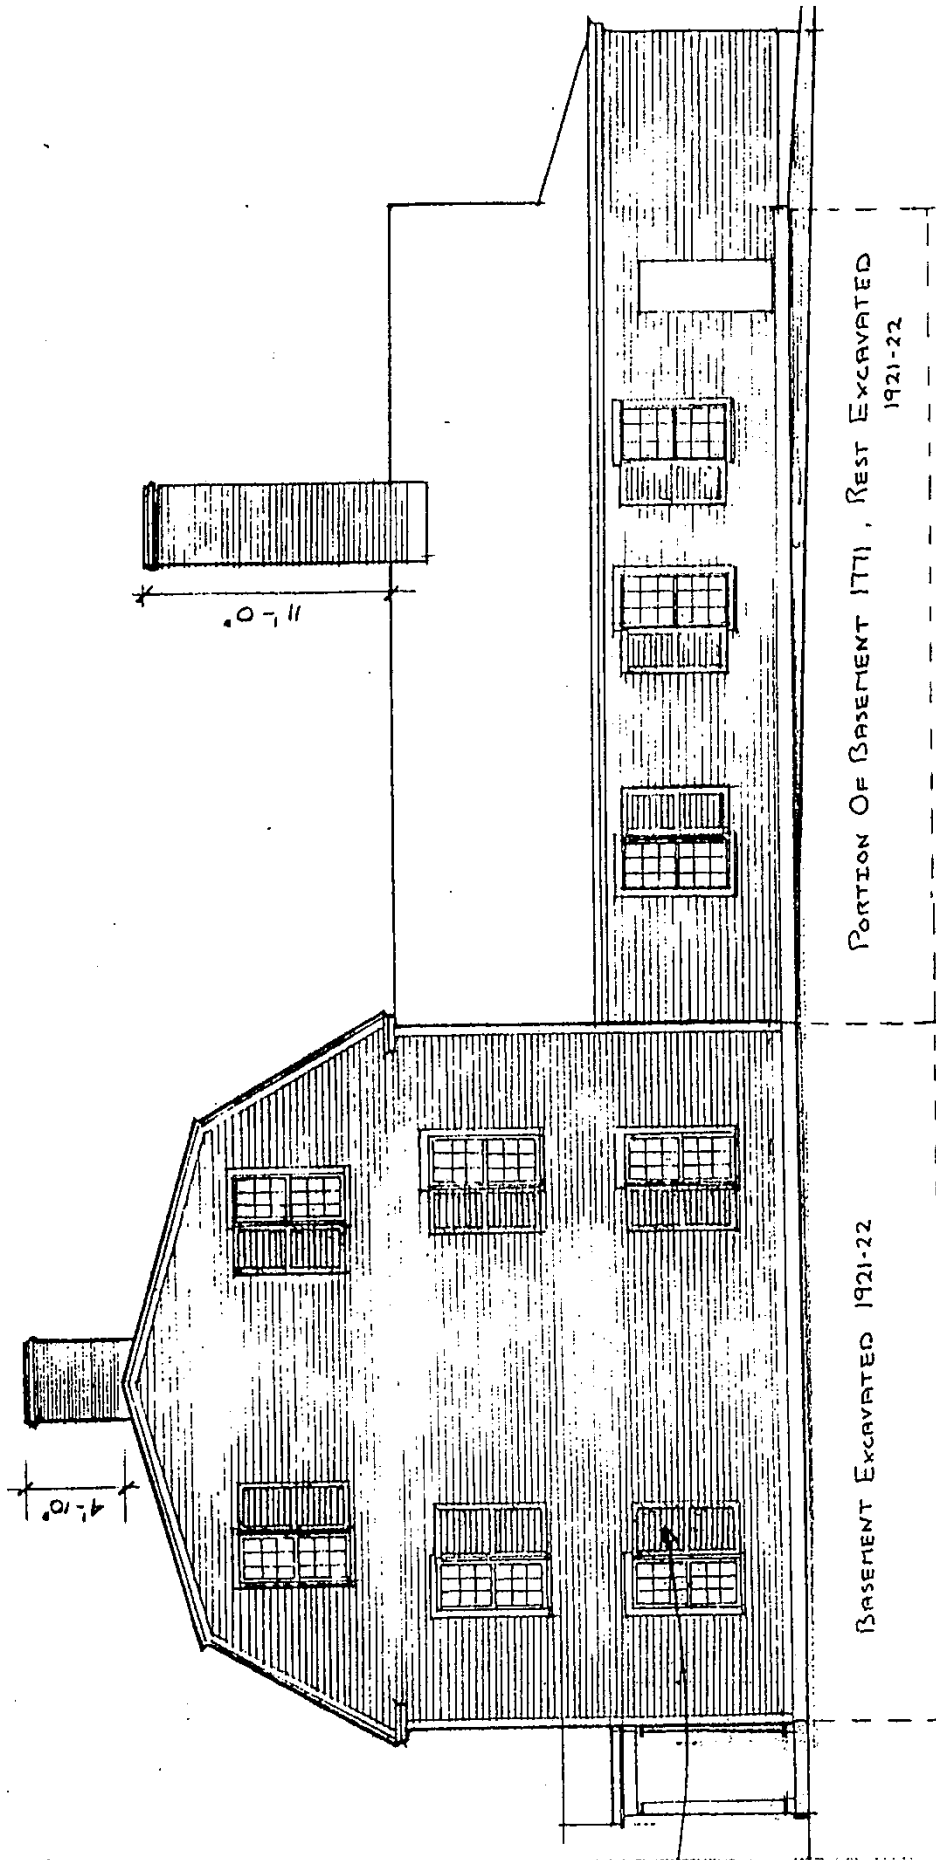 4'-10"
11'-0"
BASEMENT EXCAVATED 1921-22
PORTION OF BASEMENT 1771, REST EXCAVATED
1921-22